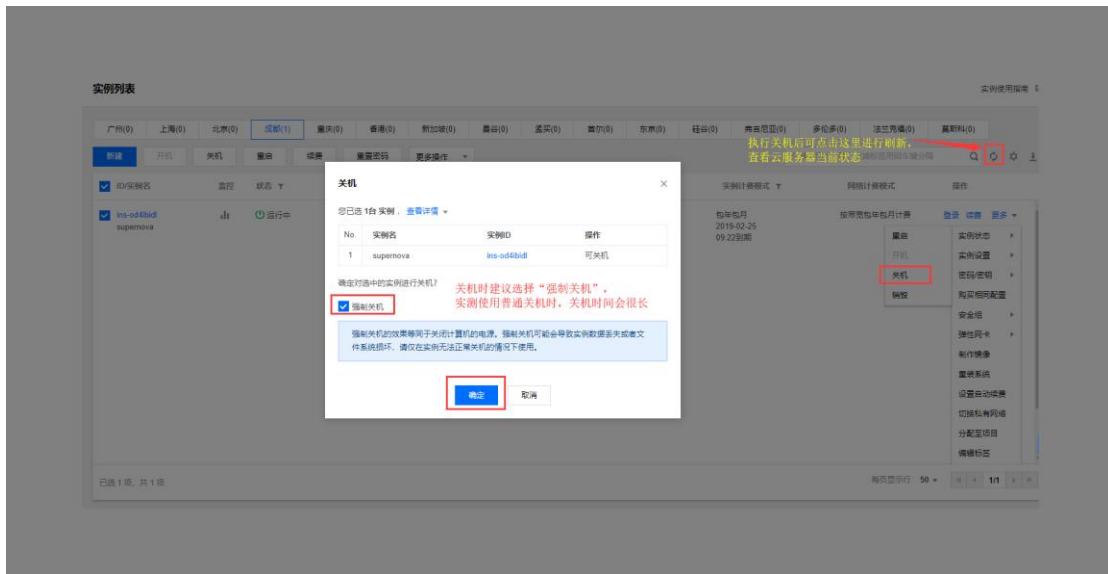 实例列表
实例使用指南
广州(0) 上海(0) 北京(0) 成都(1) 重庆(0) 香港(0) 新加坡(0) 曼谷(0) 孟买(0) 首尔(0) 东京(0) 硅谷(0) 弗吉尼亚(0) 多伦多(0) 法兰克福(0) 莫斯科(0)
执行关机后可点击这里进行刷新,
查看云服务器当前状态
新建 开机 关机 重启 续费 重置密码 更多操作
ID/实例名 监控 状态 实例计费模式 网络计费模式 操作
ins-od4ibidl 运行中 包年包月 按带宽包年包月计费 登录 续费 更多
supernova 2019-02-25
09:22到期
关机
您已选 1台 实例, 查看详情
No. 实例名 实例ID 操作
1 supernova ins-od4ibidl 可关机
确定对选中的实例进行关机?
强制关机
关机时建议选择“强制关机”,
实测使用普通关机时, 关机时间会很长
强制关机的效果等同于关闭计算机的电源。强制关机可能会导致实例数据丢失或者文
件系统损坏, 请仅在实例无法正常关机的情况下使用。
确定 取消
重启 实例状态
开机 实例设置
关机 密码/密钥
销毁 购买相同配置
安全组
弹性网卡
制作镜像
重装系统
设置自动续费
切换私有网络
分配至项目
编辑标签
已选 1 项, 共 1 项 每页显示行 50 1/1